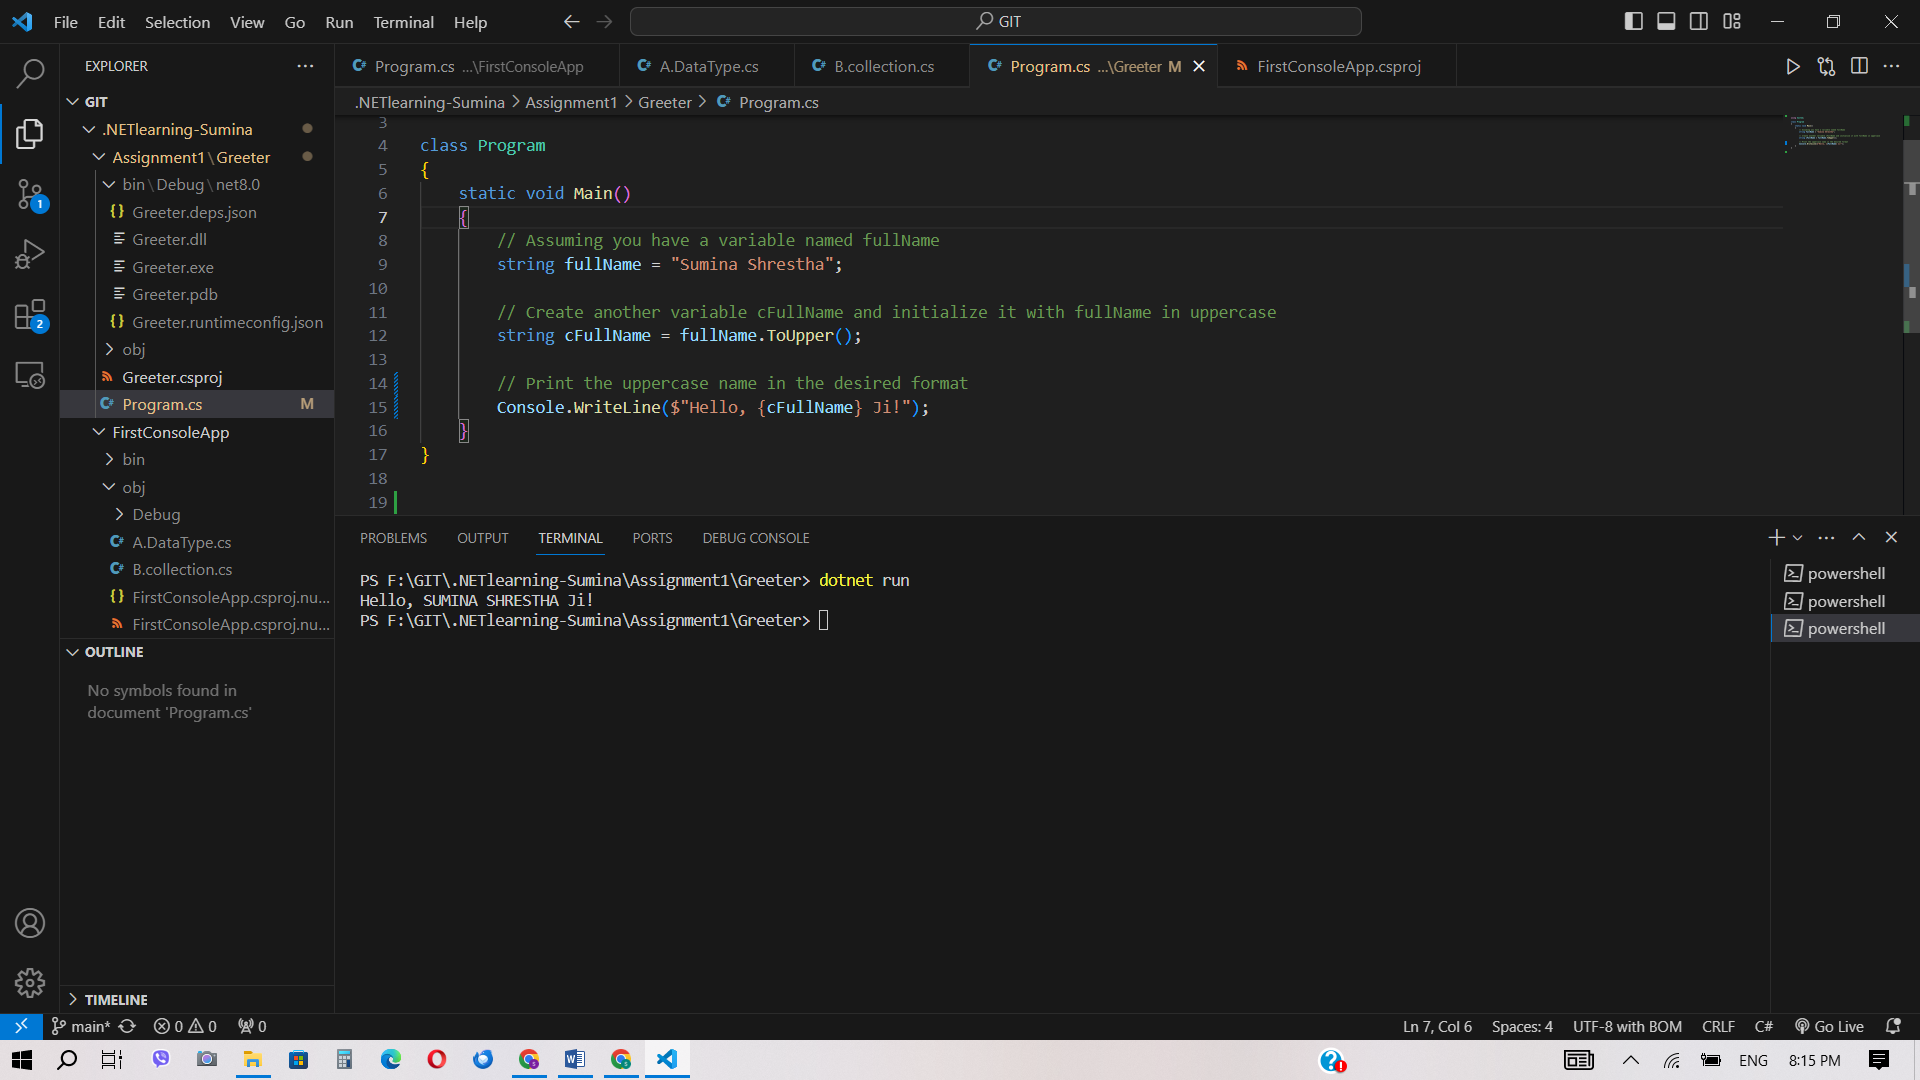 File Edit Selection View Go Run Terminal Help
GIT
EXPLORER
GIT
.NETlearning-Sumina
Assignment1\Greeter
bin\Debug\net8.0
Greeter.deps.json
Greeter.dll
Greeter.exe
Greeter.pdb
Greeter.runtimeconfig.json
obj
Greeter.csproj
Program.cs M
FirstConsoleApp
bin
obj
Debug
A.DataType.cs
B.collection.cs
FirstConsoleApp.csproj.nu...
FirstConsoleApp.csproj.nu...
OUTLINE
No symbols found in
document 'Program.cs'
TIMELINE
1
2
Program.cs ...\FirstConsoleApp A.DataType.cs B.collection.cs Program.cs ...\Greeter M FirstConsoleApp.csproj
.NETlearning-Sumina > Assignment1 > Greeter > Program.cs
3
4 class Program
5 {
6 static void Main()
7 {
8 // Assuming you have a variable named fullName
9 string fullName = "Sumina Shrestha";
10
11 // Create another variable cFullName and initialize it with fullName in uppercase
12 string cFullName = fullName.ToUpper();
13
14 // Print the uppercase name in the desired format
15 Console.WriteLine($"Hello, {cFullName} Ji!");
16 }
17 }
18
19
PROBLEMS OUTPUT TERMINAL PORTS DEBUG CONSOLE
PS F:\GIT\.NETlearning-Sumina\Assignment1\Greeter> dotnet run
Hello, SUMINA SHRESTHA Ji!
PS F:\GIT\.NETlearning-Sumina\Assignment1\Greeter>
powershell
powershell
powershell
main* 0 0 0 Ln 7, Col 6 Spaces: 4 UTF-8 with BOM CRLF C# Go Live
ENG 8:15 PM